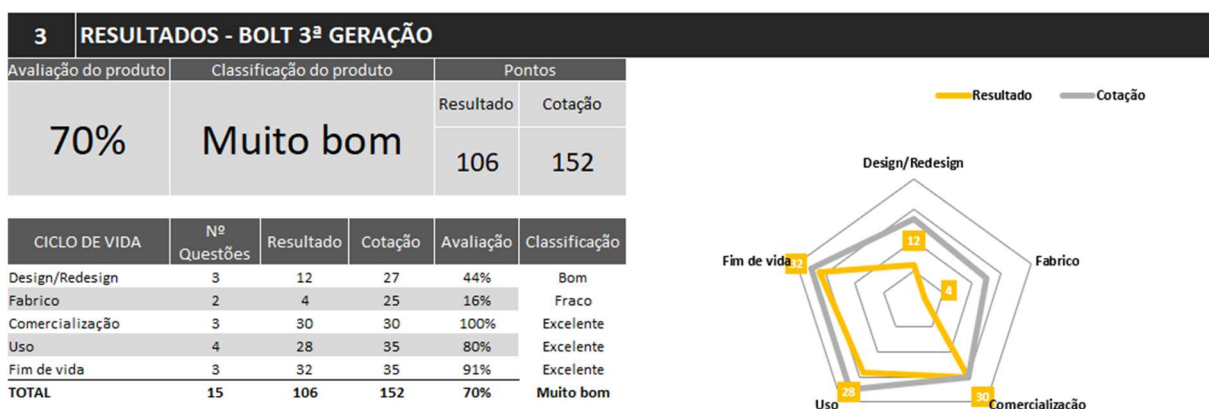 3 RESULTADOS - BOLT 3ª GERAÇÃO
Avaliação do produto Classificação do produto Pontos
Resultado Cotação
70% Muito bom 106 152
CICLO DE VIDA Nº Questões Resultado Cotação Avaliação Classificação
Design/Redesign 3 12 27 44% Bom
Fabrico 2 4 25 16% Fraco
Comercialização 3 30 30 100% Excelente
Uso 4 28 35 80% Excelente
Fim de vida 3 32 35 91% Excelente
TOTAL 15 106 152 70% Muito bom
Resultado Cotação
Design/Redesign
12
Fim de vida 32 Fabrico
4
28 30
Uso Comercialização